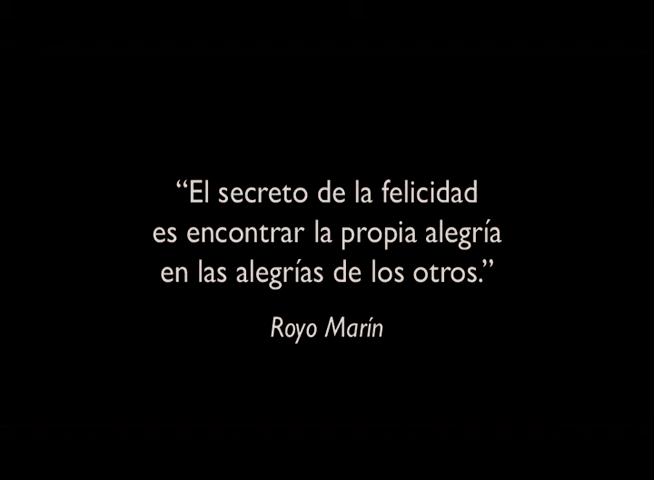 “El secreto de la felicidad
es encontrar la propia alegría
en las alegrías de los otros.”
Royo Marín